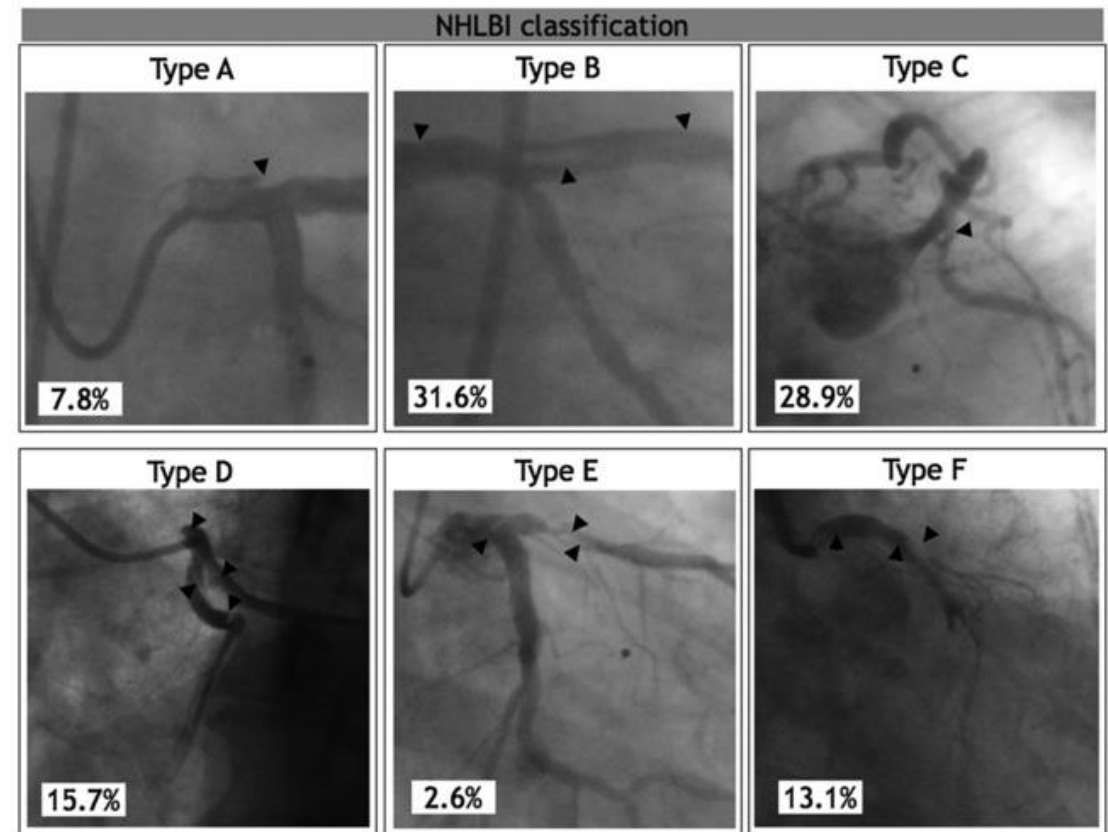 NHLBI classification
Type A
Type B
Type C
7.8%
31.6%
28.9%
Type D
Type E
Type F
15.7%
2.6%
13.1%